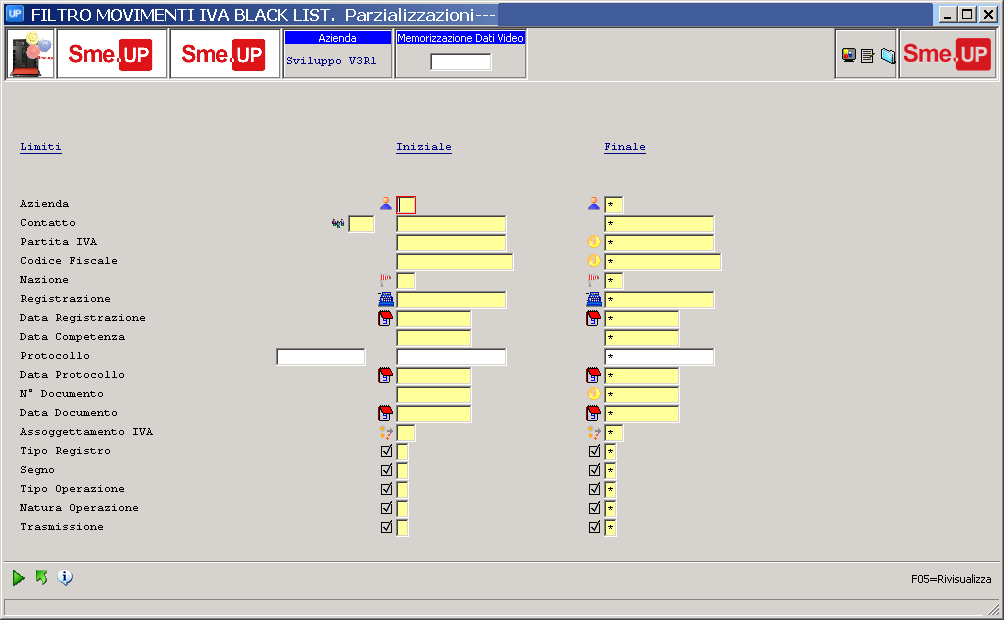 UP FILTRO MOVIMENTI IVA BLACK LIST. Parzializzazioni---
Sme.UP
Sme.UP
Azienda
Sviluppo V3R1
Memorizzazione Dati Video
Sme.UP
Limiti Iniziale Finale
Azienda *
Contatto *
Partita IVA *
Codice Fiscale *
Nazione *
Registrazione *
Data Registrazione *
Data Competenza *
Protocollo *
Data Protocollo *
N° Documento *
Data Documento *
Assoggettamento IVA *
Tipo Registro *
Segno *
Tipo Operazione *
Natura Operazione *
Trasmissione *
F05=Rivisualizza